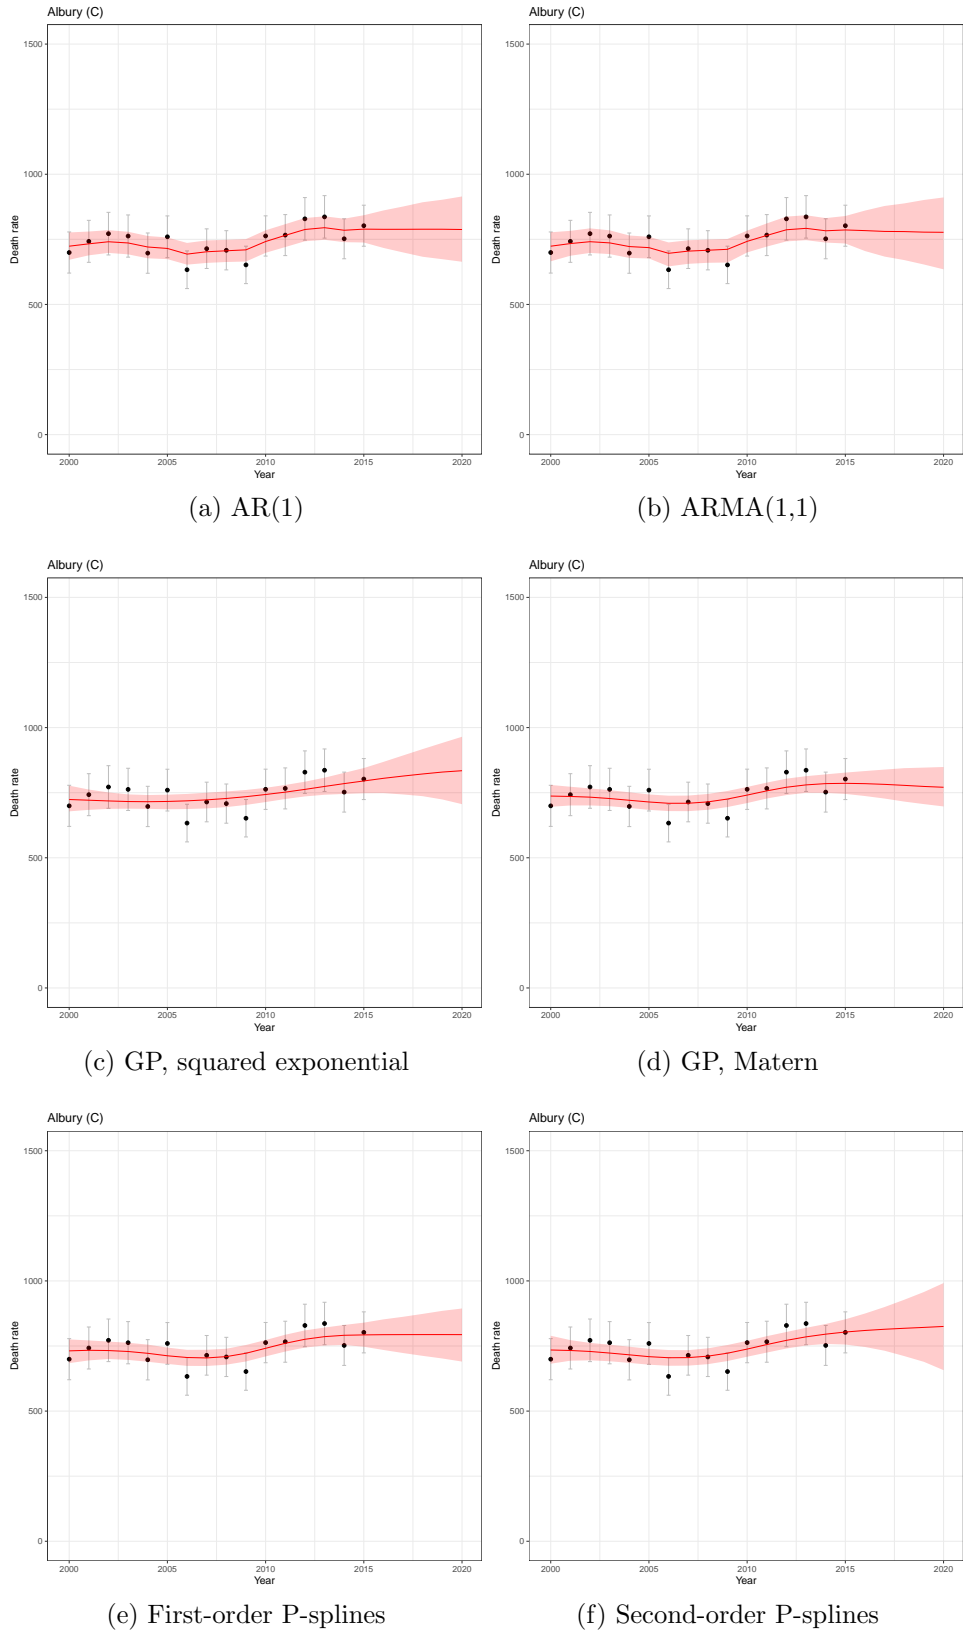 Albury (C)
Albury (C)
1500
1000
500
0
Death rate
2000 2005 2010 2015 2020
Year
1500
1000
500
0
Death rate
2000 2005 2010 2015 2020
Year
(a) AR(1)
(b) ARMA(1,1)
Albury (C)
Albury (C)
1500
1000
500
0
Death rate
2000 2005 2010 2015 2020
Year
1500
1000
500
0
Death rate
2000 2005 2010 2015 2020
Year
(c) GP, squared exponential
(d) GP, Matern
Albury (C)
Albury (C)
1500
1000
500
0
Death rate
2000 2005 2010 2015 2020
Year
1500
1000
500
0
Death rate
2000 2005 2010 2015 2020
Year
(e) First-order P-splines
(f) Second-order P-splines